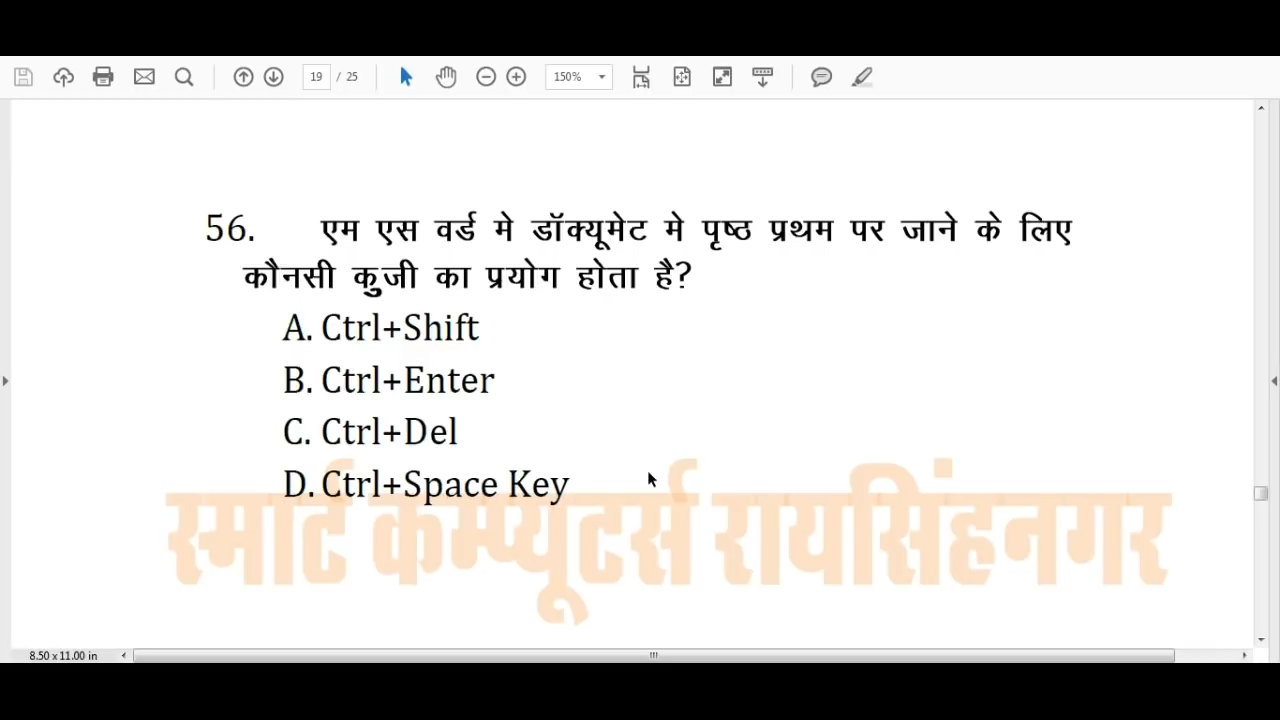 19 / 25
150%
56. एम एस वर्ड मे डॉक्यूमेट मे पृष्ठ प्रथम पर जाने के लिए
कौनसी कुजी का प्रयोग होता है?
A. Ctrl+Shift
B. Ctrl+Enter
C. Ctrl+Del
D. Ctrl+Space Key
स्मार्ट कम्प्यूटर्स रायसिंहनगर
8.50 x 11.00 in